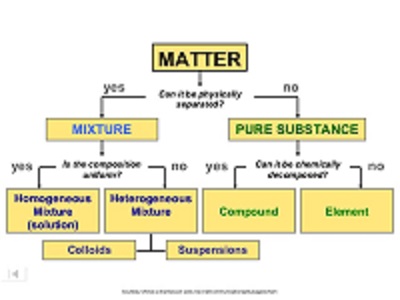 MATTER
yes
no
Can it be physically
separated?
MIXTURE
PURE SUBSTANCE
yes
Is the composition
uniform?
no
yes
Can it be chemically
decomposed?
no
Homogeneous
Mixture
(solution)
Heterogeneous
Mixture
Compound
Element
Colloids
Suspensions